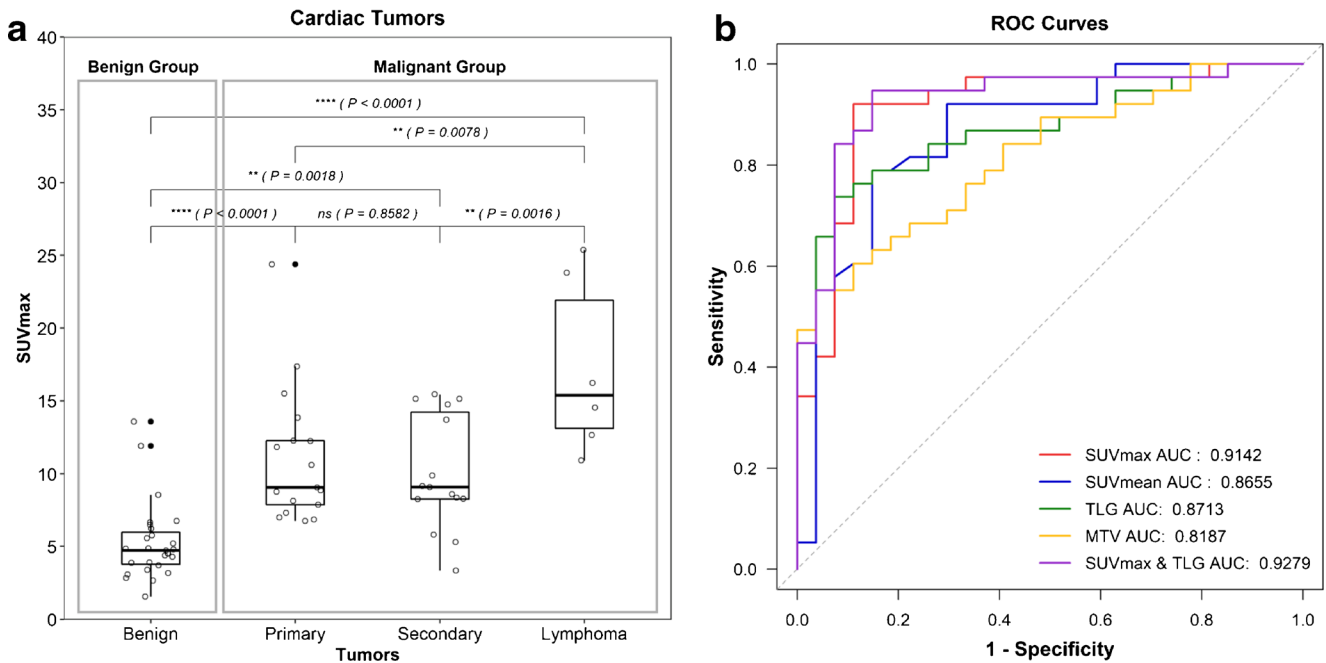 a
Cardiac Tumors
Benign Group
Malignant Group
**** ( P < 0.0001 )
** ( P = 0.0078 )
** ( P = 0.0018 )
**** ( P < 0.0001 )
ns ( P = 0.8582 )
** ( P = 0.0016 )
SUVmax
40
35
30
25
20
15
10
5
0
Benign
Primary
Secondary
Lymphoma
Tumors
b
ROC Curves
Sensitivity
1.0
0.8
0.6
0.4
0.2
0.0
SUVmax AUC : 0.9142
SUVmean AUC : 0.8655
TLG AUC: 0.8713
MTV AUC: 0.8187
SUVmax & TLG AUC: 0.9279
0.0
0.2
0.4
0.6
0.8
1.0
1 - Specificity